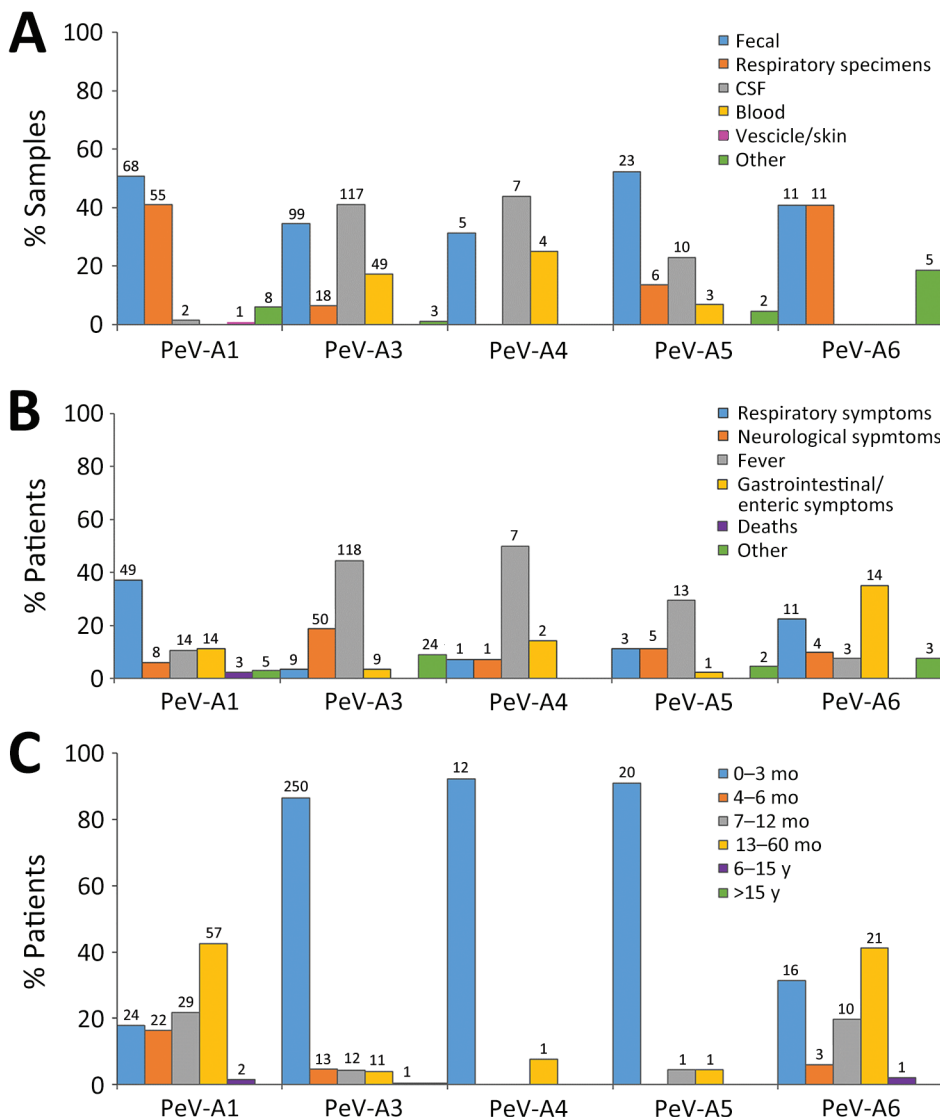 A
% Samples
100
80
60
40
20
0
Fecal
Respiratory specimens
CSF
Blood
Vescicle/skin
Other
68 55 2 1 8
99 18 117 49 3
5 7 4
23 6 10 3 2
11 11 5
PeV-A1 PeV-A3 PeV-A4 PeV-A5 PeV-A6
B
% Patients
100
80
60
40
20
0
Respiratory symptoms
Neurological sypmtoms
Fever
Gastrointestinal/
enteric symptoms
Deaths
Other
49 8 14 14 3 5
9 50 118 9 24
1 1 7 2
3 5 13 1 2
11 4 3 14 3
PeV-A1 PeV-A3 PeV-A4 PeV-A5 PeV-A6
C
% Patients
100
80
60
40
20
0
0–3 mo
4–6 mo
7–12 mo
13–60 mo
6–15 y
>15 y
24 22 29 57 2
250 13 12 11 1
12 1
20 1 1
16 3 10 21 1
PeV-A1 PeV-A3 PeV-A4 PeV-A5 PeV-A6